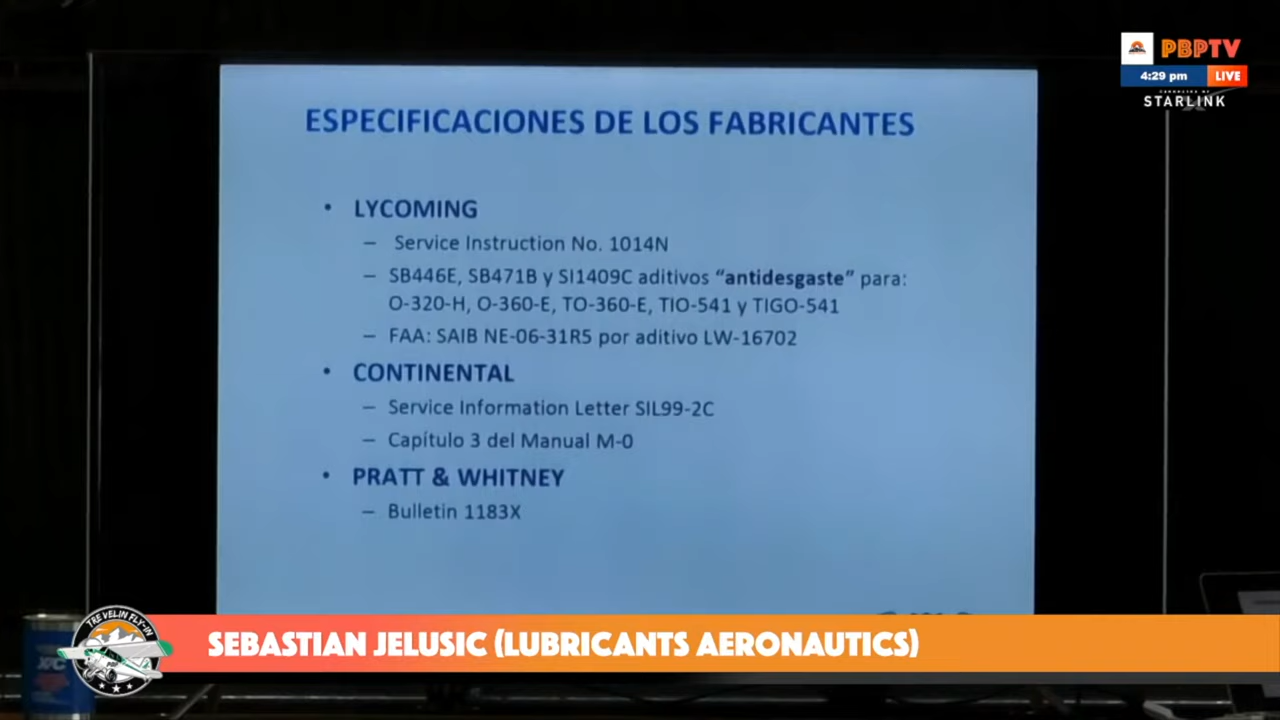 PBPTV
4:29 pm LIVE
STARLINK
ESPECIFICACIONES DE LOS FABRICANTES
• LYCOMING
– Service Instruction No. 1014N
– SB446E, SB471B y SI1409C aditivos “antidesgaste” para:
O-320-H, O-360-E, TO-360-E, TIO-541 y TIGO-541
– FAA: SAIB NE-06-31R5 por aditivo LW-16702
• CONTINENTAL
– Service Information Letter SIL99-2C
– Capítulo 3 del Manual M-0
• PRATT & WHITNEY
– Bulletin 1183X
TREVELIN FLY-IN
SEBASTIAN JELUSIC (LUBRICANTS AERONAUTICS)